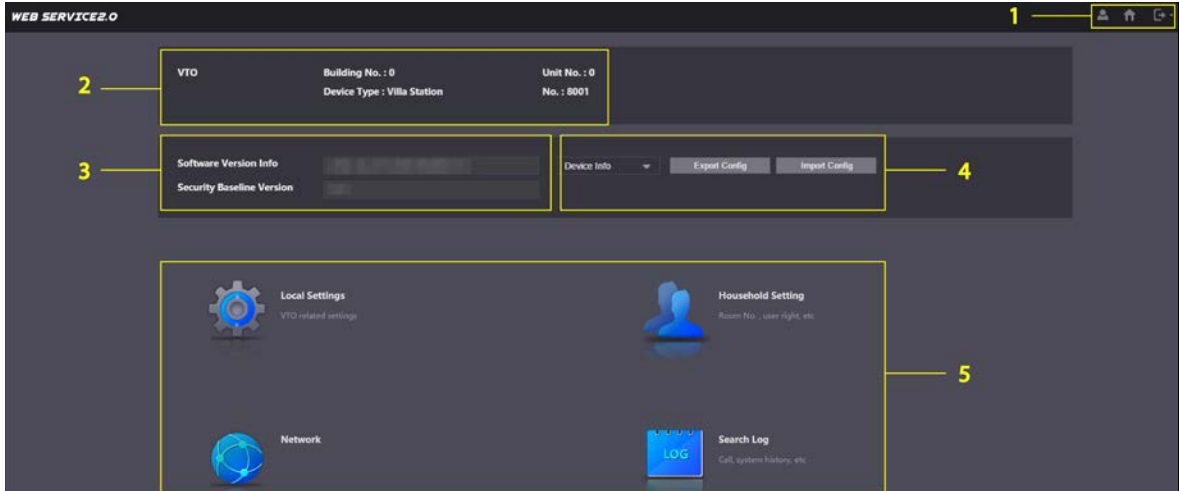 WEB SERVICE2.0
1
2
VTO
Building No. : 0
Unit No. : 0
Device Type : Villa Station
No. : 8001
3
Software Version Info
Security Baseline Version
Device Info
Export Config
Import Config
4
Local Settings
VTO related settings
Household Setting
Room No. , user right, etc
5
Network
Search Log
LOG
Call, system history, etc